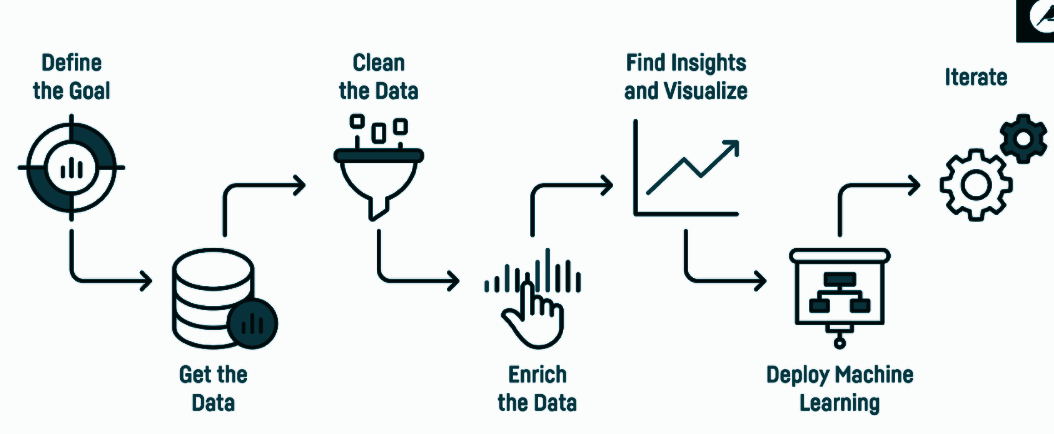 Define
the Goal
Get the
Data
Clean
the Data
Enrich
the Data
Find Insights
and Visualize
Deploy Machine
Learning
Iterate